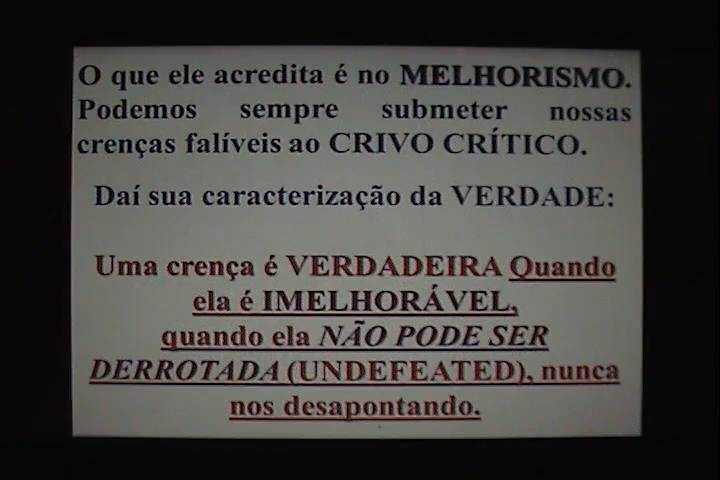 O que ele acredita é no MELHORISMO.
Podemos sempre submeter nossas
crenças falíveis ao CRIVO CRÍTICO.
Daí sua caracterização da VERDADE:
Uma crença é VERDADEIRA Quando
ela é IMELHORÁVEL,
quando ela NÃO PODE SER
DERROTADA (UNDEFEATED), nunca
nos desapontando.